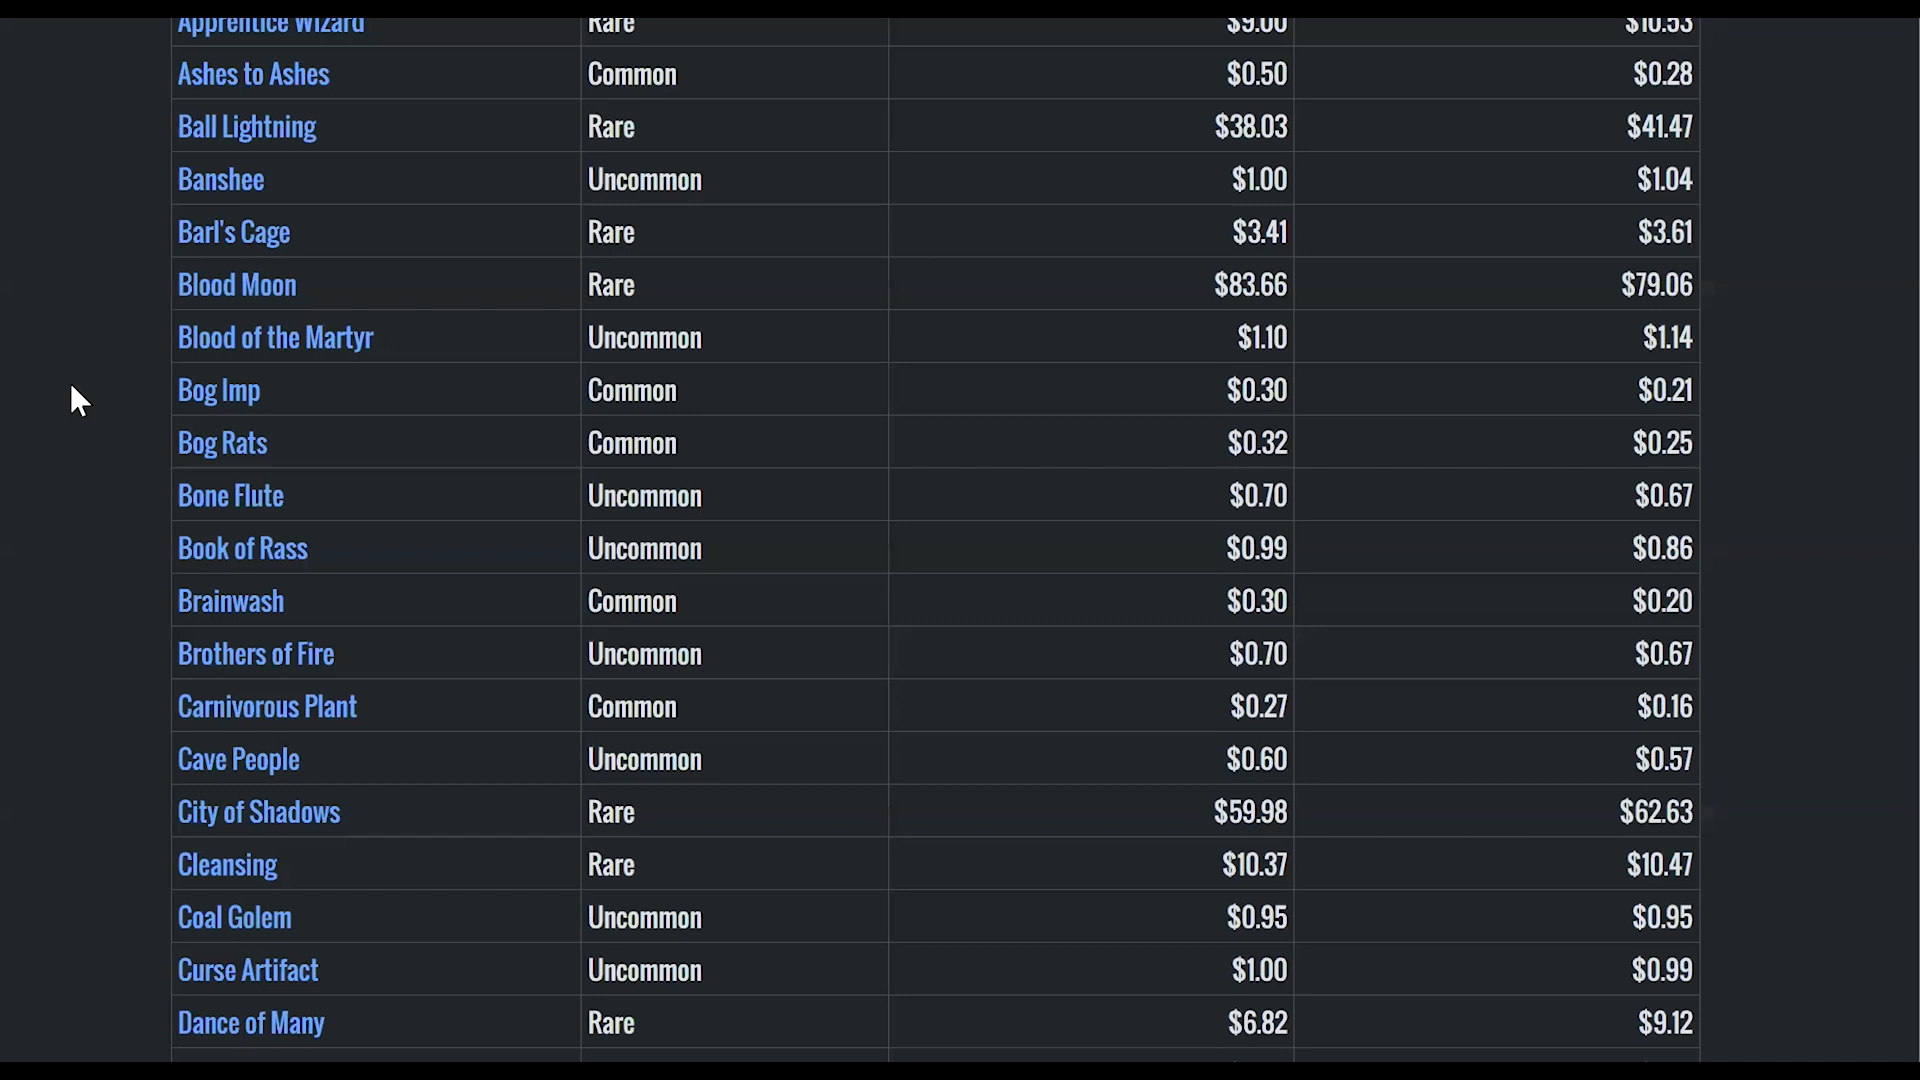 Apprentice Wizard Rare $9.00 $10.53
Ashes to Ashes Common $0.50 $0.28
Ball Lightning Rare $38.03 $41.47
Banshee Uncommon $1.00 $1.04
Barl's Cage Rare $3.41 $3.61
Blood Moon Rare $83.66 $79.06
Blood of the Martyr Uncommon $1.10 $1.14
Bog Imp Common $0.30 $0.21
Bog Rats Common $0.32 $0.25
Bone Flute Uncommon $0.70 $0.67
Book of Rass Uncommon $0.99 $0.86
Brainwash Common $0.30 $0.20
Brothers of Fire Uncommon $0.70 $0.67
Carnivorous Plant Common $0.27 $0.16
Cave People Uncommon $0.60 $0.57
City of Shadows Rare $59.98 $62.63
Cleansing Rare $10.37 $10.47
Coal Golem Uncommon $0.95 $0.95
Curse Artifact Uncommon $1.00 $0.99
Dance of Many Rare $6.82 $9.12